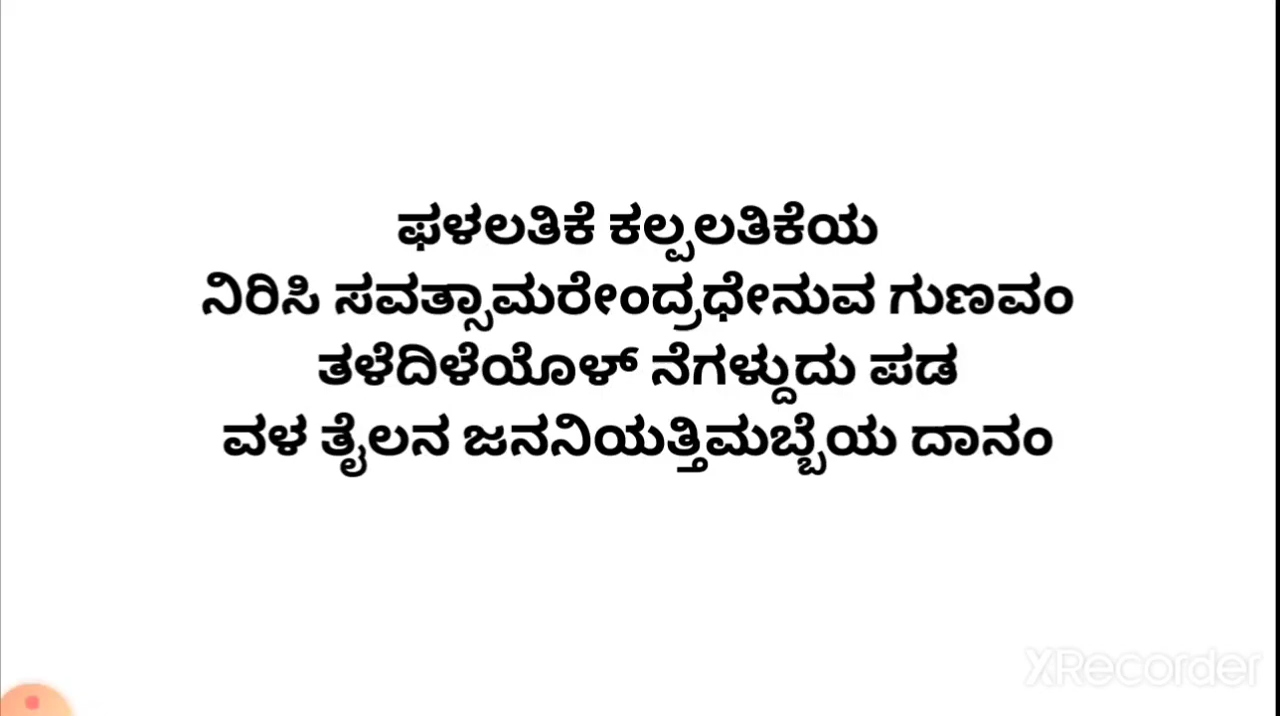 ಫಳಲತಿಕೆ ಕಲ್ಪಲತಿಕೆಯ
ನಿರಿಸಿ ಸವತ್ಸಾಮರೇಂದ್ರಧೇನುವ ಗುಣವಂ
ತಳೆದಿಳೆಯೊಳ್ ನೆಗಳ್ದುದು ಪಡ
ವಳ ತೈಲನ ಜನನಿಯತ್ತಿಮಬ್ಬೆಯ ದಾನಂ
XRecorder